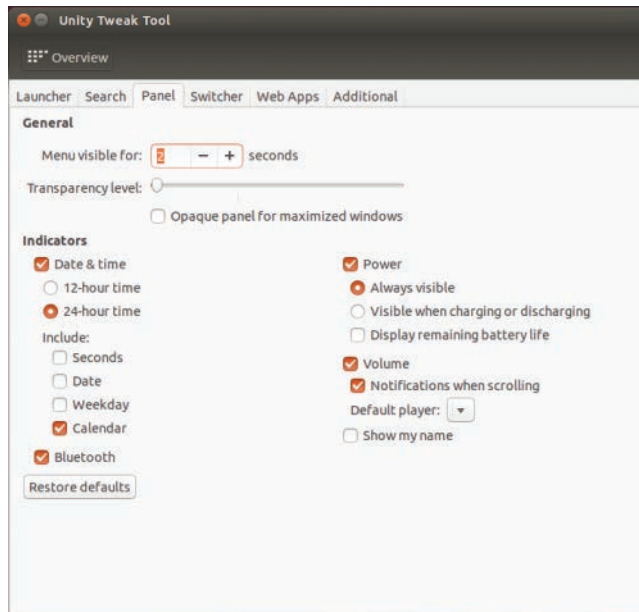 Unity Tweak Tool
Overview
Launcher Search Panel Switcher Web Apps Additional
General
Menu visible for: 2 − + seconds
Transparency level:
Opaque panel for maximized windows
Indicators
Date & time
12-hour time
24-hour time
Include:
Seconds
Date
Weekday
Calendar
Bluetooth
Power
Always visible
Visible when charging or discharging
Display remaining battery life
Volume
Notifications when scrolling
Default player:
Show my name
Restore defaults